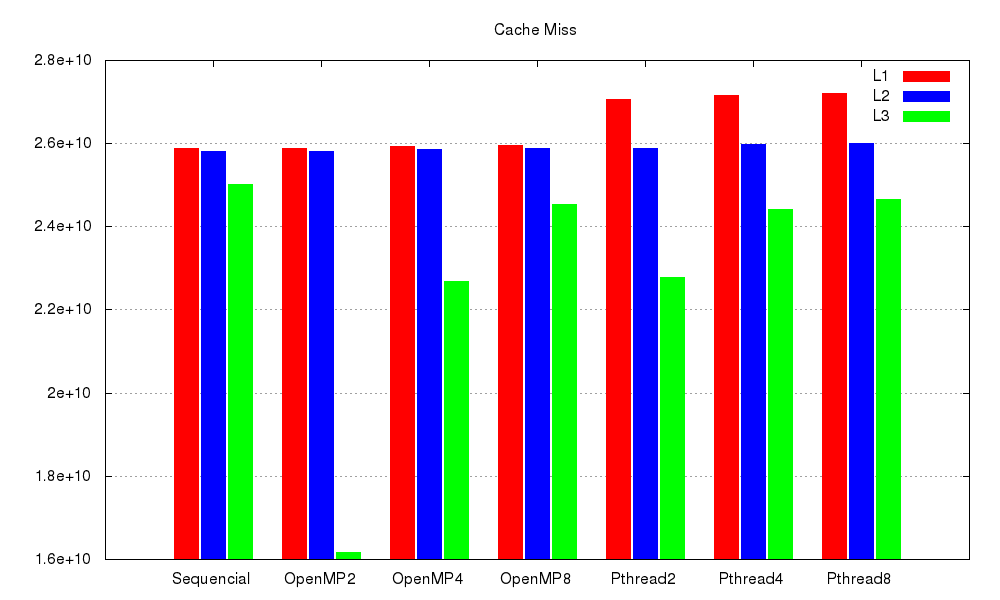 Cache Miss
2.8e+10
L1
L2
L3
2.6e+10
2.4e+10
2.2e+10
2e+10
1.8e+10
1.6e+10
Sequencial OpenMP2 OpenMP4 OpenMP8 Pthread2 Pthread4 Pthread8